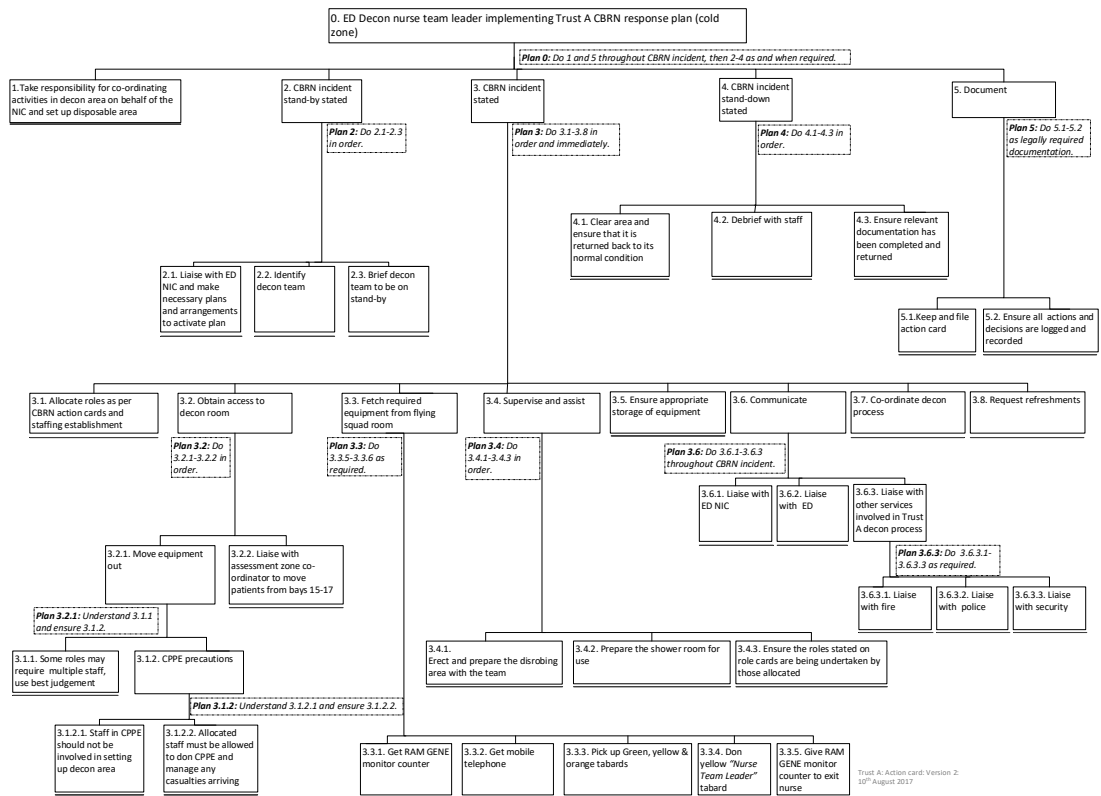 0. ED Decon nurse team leader implementing Trust A CBRN response plan (cold
zone)
Plan 0: Do 1 and 5 throughout CBRN incident, then 2-4 as and when required.
1.Take responsibility for co-ordinating
activities in decon area on behalf of the
NIC and set up disposable area
2. CBRN incident
stand-by stated
3. CBRN incident
stated
4. CBRN incident
stand-down
stated
5. Document
Plan 2: Do 2.1-2.3
in order.
Plan 3: Do 3.1-3.8 in
order and immediately.
Plan 4: Do 4.1-4.3 in
order.
Plan 5: Do 5.1-5.2
as legally required
documentation.
4.1. Clear area and
ensure that it is
returned back to its
normal condition
4.2. Debrief with staff
4.3. Ensure relevant
documentation has
been completed and
returned
2.1. Liaise with ED
NIC and make
necessary plans
and arrangements
to activate plan
2.2. Identify
decon team
2.3. Brief decon
team to be on
stand-by
5.1.Keep and file
action card
5.2. Ensure all actions and
decisions are logged and
recorded
3.1. Allocate roles as per
CBRN action cards and
staffing establishment
3.2. Obtain access to
decon room
3.3. Fetch required
equipment from flying
squad room
3.4. Supervise and assist
3.5. Ensure appropriate
storage of equipment
3.6. Communicate
3.7. Co-ordinate decon
process
3.8. Request refreshments
Plan 3.2: Do
3.2.1-3.2.2 in
order.
Plan 3.3: Do
3.3.5-3.3.6 as
required.
Plan 3.4: Do
3.4.1-3.4.3 in
order.
Plan 3.6: Do 3.6.1-3.6.3
throughout CBRN incident.
3.6.1. Liaise with
ED NIC
3.6.2. Liaise
with ED
3.6.3. Liaise with
other services
involved in Trust
A decon process
3.2.1. Move equipment
out
3.2.2. Liaise with
assessment zone co-
ordinator to move
patients from bays 15-17
Plan 3.6.3: Do 3.6.3.1-
3.6.3.3 as required.
3.6.3.1. Liaise
with fire
3.6.3.2. Liaise
with police
3.6.3.3. Liaise
with security
Plan 3.2.1: Understand 3.1.1
and ensure 3.1.2.
3.1.1. Some roles may
require multiple staff,
use best judgement
3.1.2. CPPE precautions
3.4.1.
Erect and prepare the disrobing
area with the team
3.4.2. Prepare the shower room for
use
3.4.3. Ensure the roles stated on
role cards are being undertaken by
those allocated
Plan 3.1.2: Understand 3.1.2.1 and ensure 3.1.2.2.
3.1.2.1. Staff in CPPE
should not be
involved in setting
up decon area
3.1.2.2. Allocated
staff must be allowed
to don CPPE and
manage any
casualties arriving
3.3.1. Get RAM GENE
monitor counter
3.3.2. Get mobile
telephone
3.3.3. Pick up Green, yellow &
orange tabards
3.3.4. Don
yellow "Nurse
Team Leader"
tabard
3.3.5. Give RAM
GENE monitor
counter to exit
nurse
Trust A: Action card: Version 2:
10th August 2017